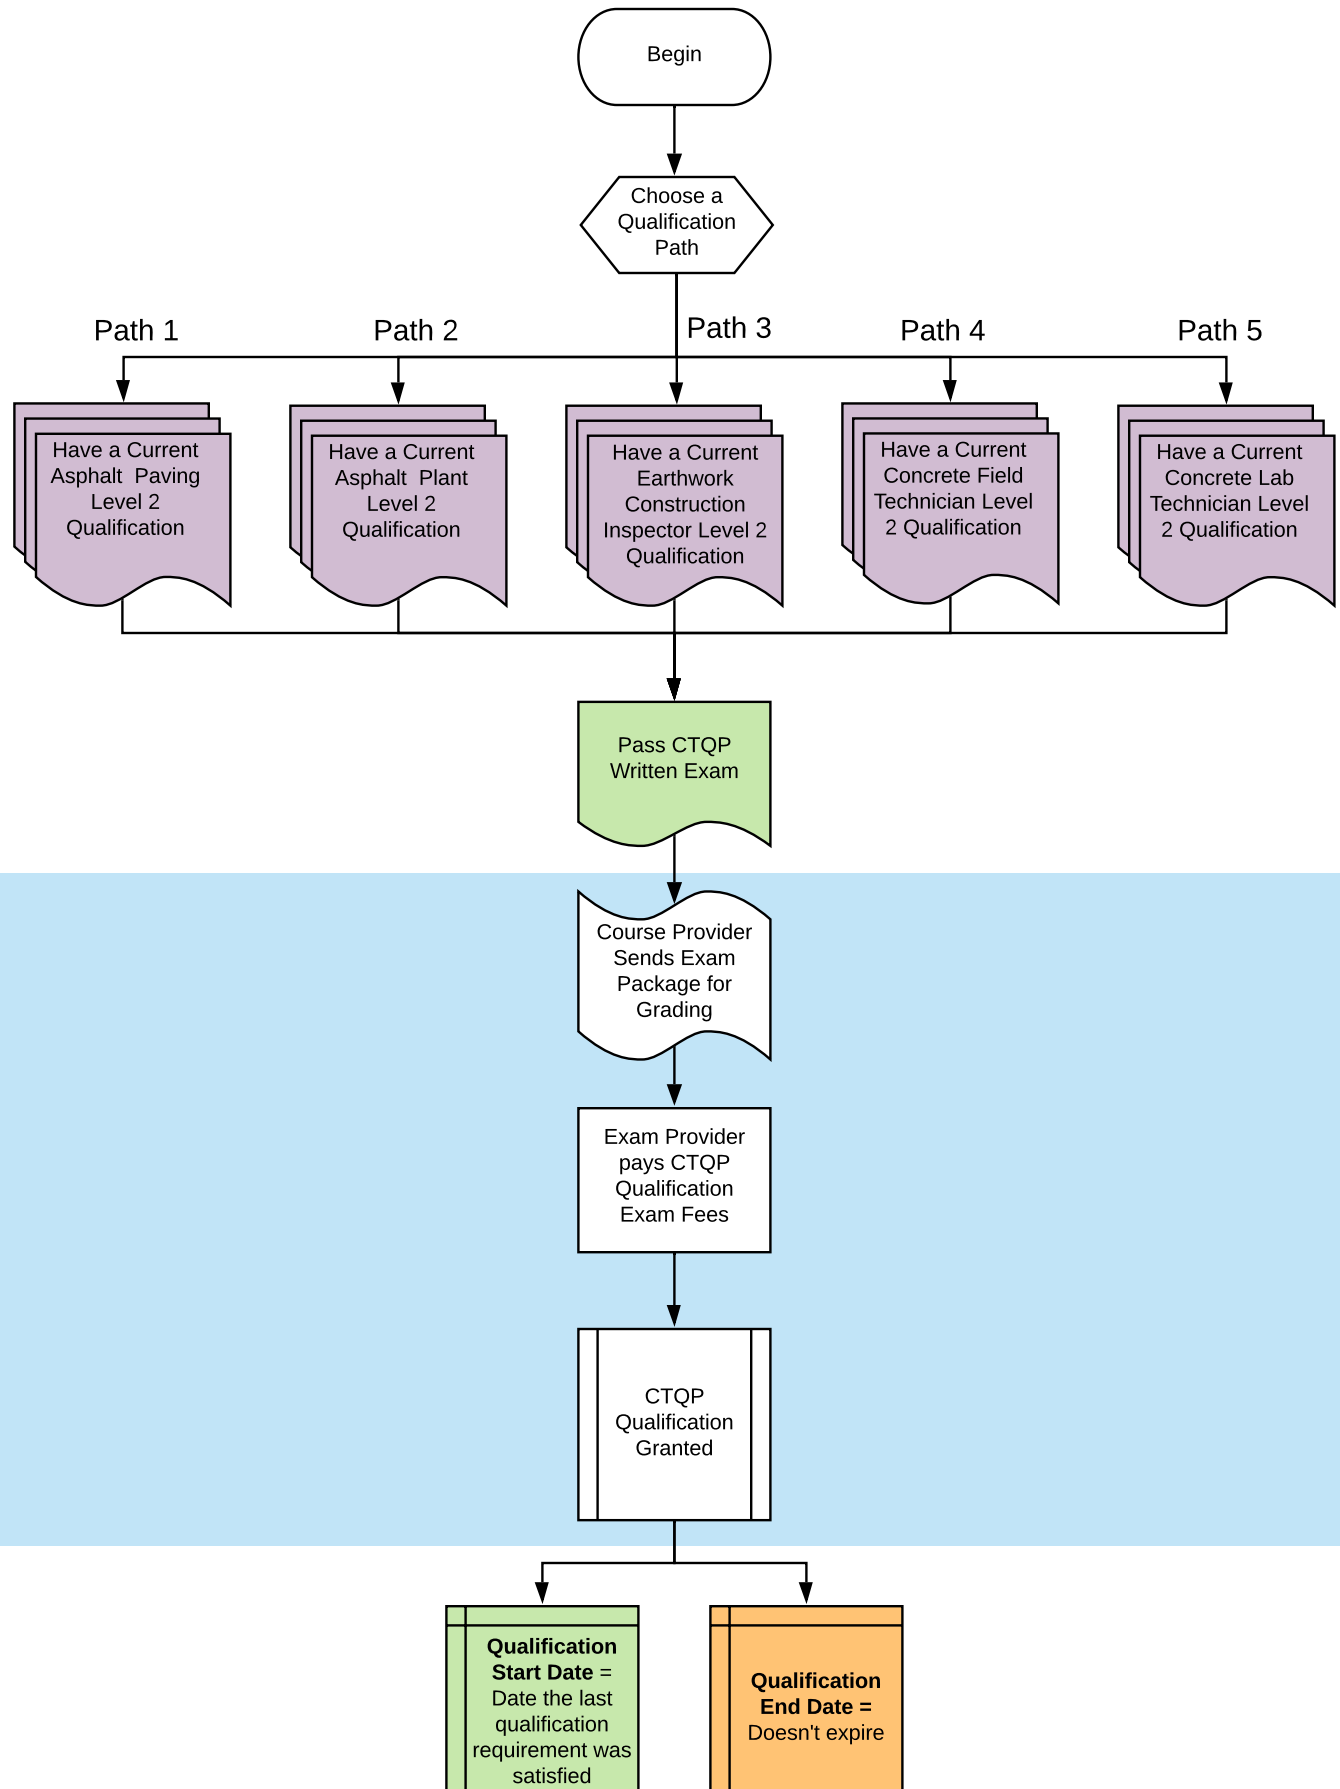 Begin
Choose a
Qualification
Path
Path 1
Path 2
Path 3
Path 4
Path 5
Have a Current
Asphalt  Paving
Level 2
Qualification
Have a Current
Asphalt  Plant
Level 2
Qualification
Have a Current
Earthwork
Construction
Inspector Level 2
Qualification
Have a Current
Concrete Field
Technician Level
2 Qualification
Have a Current
Concrete Lab
Technician Level
2 Qualification
Pass CTQP
Written Exam
Course Provider
Sends Exam
Package for
Grading
Exam Provider
pays CTQP
Qualification
Exam Fees
CTQP
Qualification
Granted
Qualification
Start Date =
Date the last
qualification
requirement was
satisfied
Qualification
End Date =
Doesn't expire